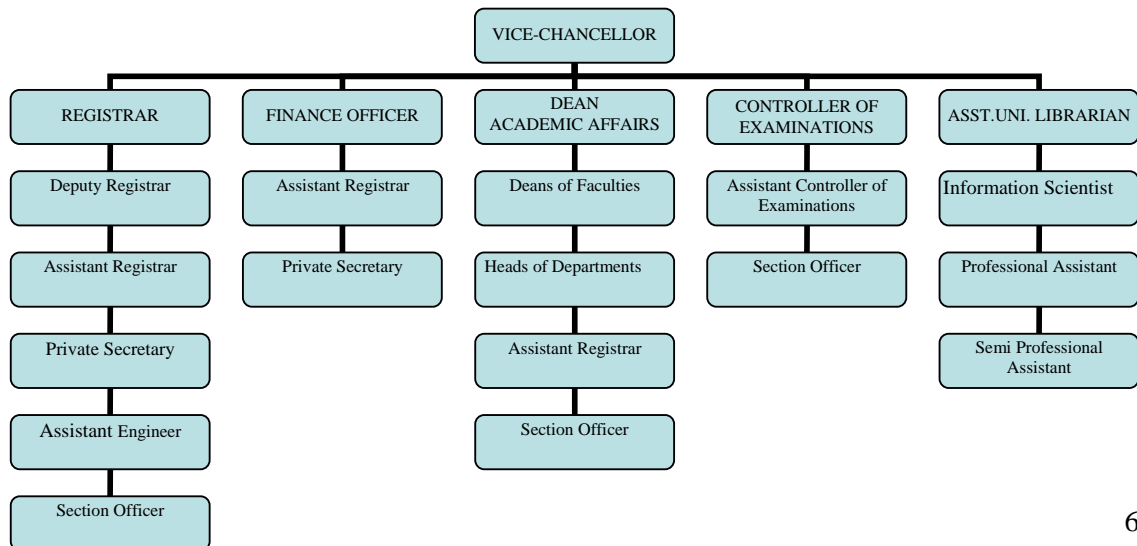 VICE-CHANCELLOR
REGISTRAR
FINANCE OFFICER
DEAN
ACADEMIC AFFAIRS
CONTROLLER OF
EXAMINATIONS
ASST.UNI. LIBRARIAN
Deputy Registrar
Assistant Registrar
Deans of Faculties
Assistant Controller of
Examinations
Information Scientist
Assistant Registrar
Private Secretary
Heads of Departments
Section Officer
Professional Assistant
Private Secretary
Assistant Registrar
Semi Professional
Assistant
Assistant Engineer
Section Officer
Section Officer
6